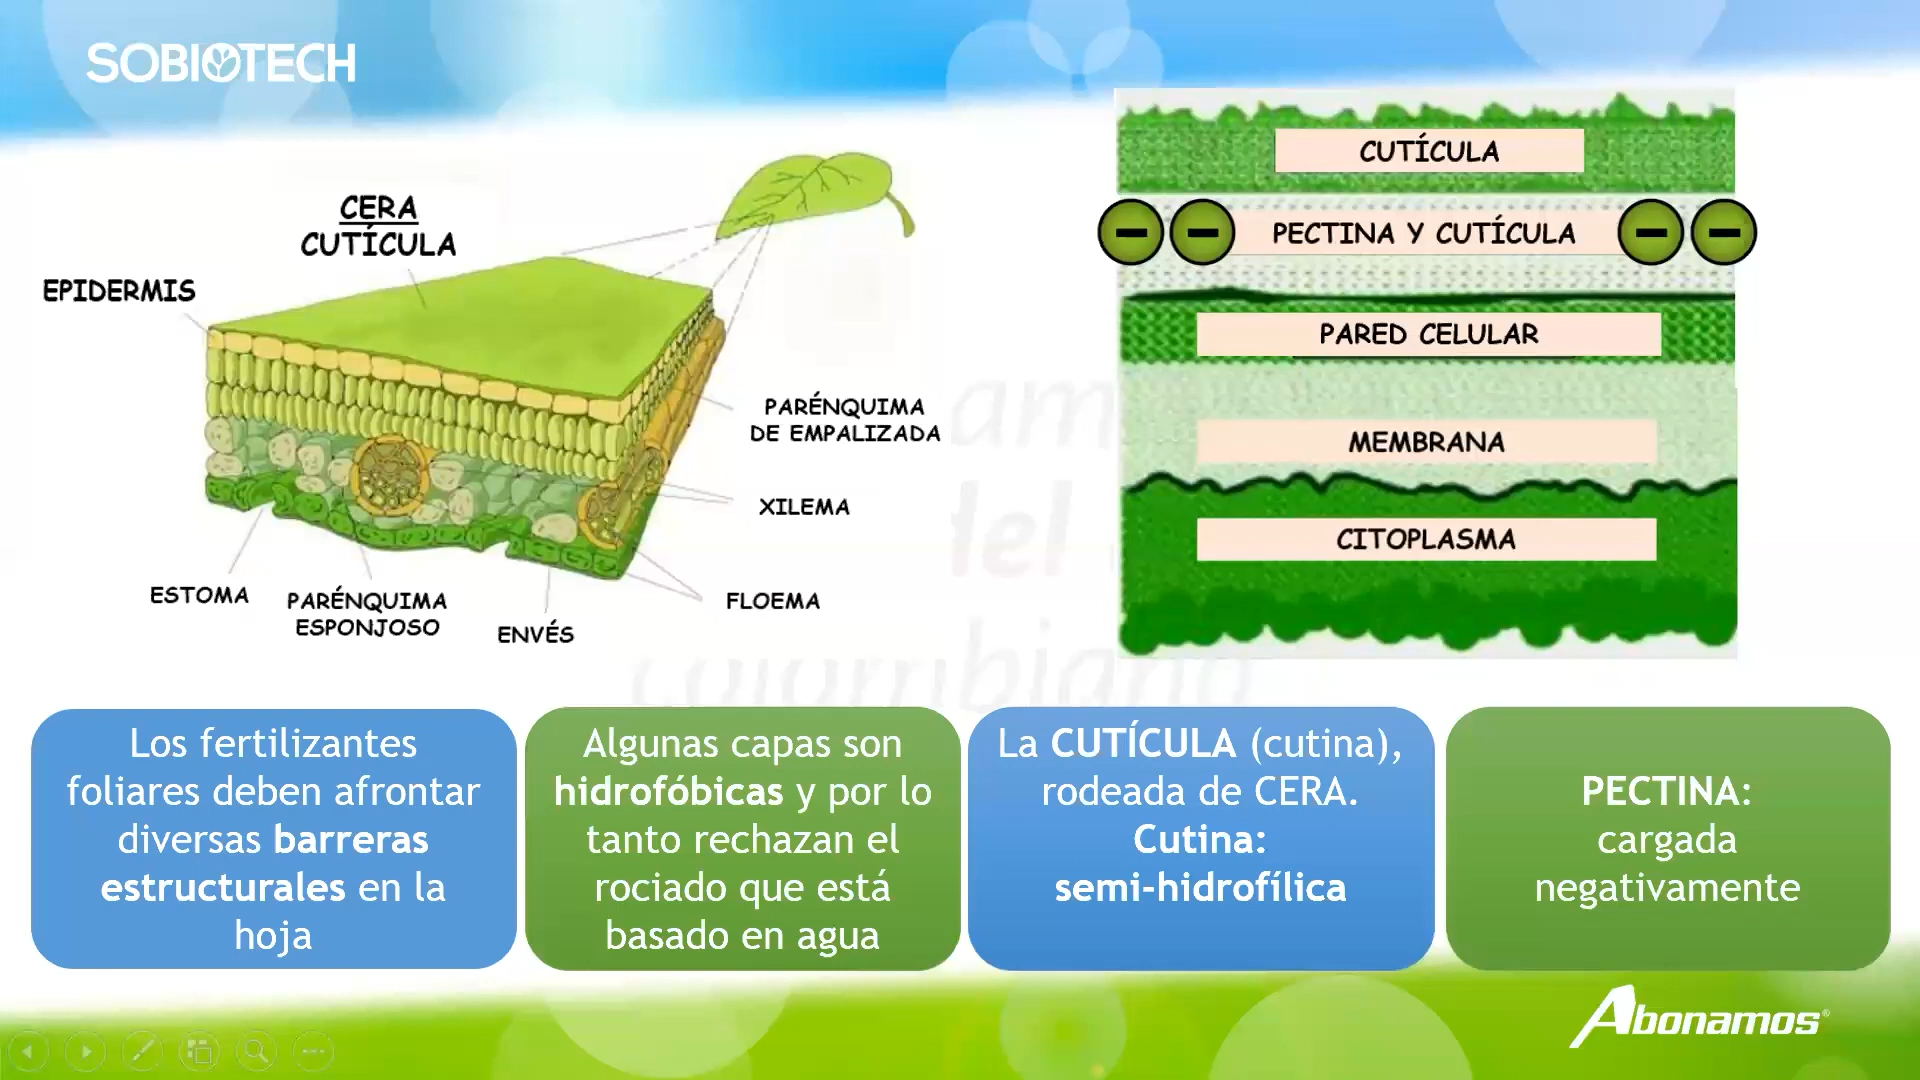 SOBIOTECH
CERA
CUTÍCULA
EPIDERMIS
PARÉNQUIMA
DE EMPALIZADA
XILEMA
FLOEMA
ESTOMA
PARÉNQUIMA
ESPONJOSO
ENVÉS
CUTÍCULA
PECTINA Y CUTÍCULA
PARED CELULAR
MEMBRANA
CITOPLASMA
Los fertilizantes
foliares deben afrontar
diversas barreras
estructurales en la
hoja
Algunas capas son
hidrofóbicas y por lo
tanto rechazan el
rociado que está
basado en agua
La CUTÍCULA (cutina),
rodeada de CERA.
Cutina:
semi-hidrofílica
PECTINA:
cargada
negativamente
Abonamos®